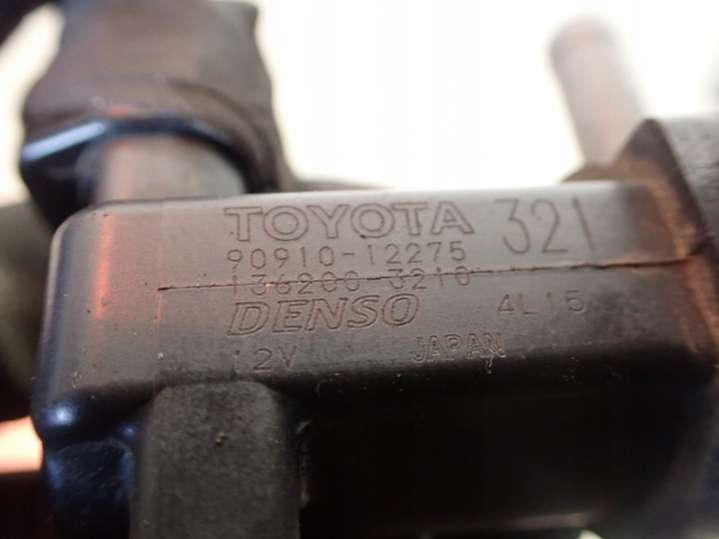 TOYOTA 321
90910-12275
136200-3210
DENSO 4L15
12V JAPAN